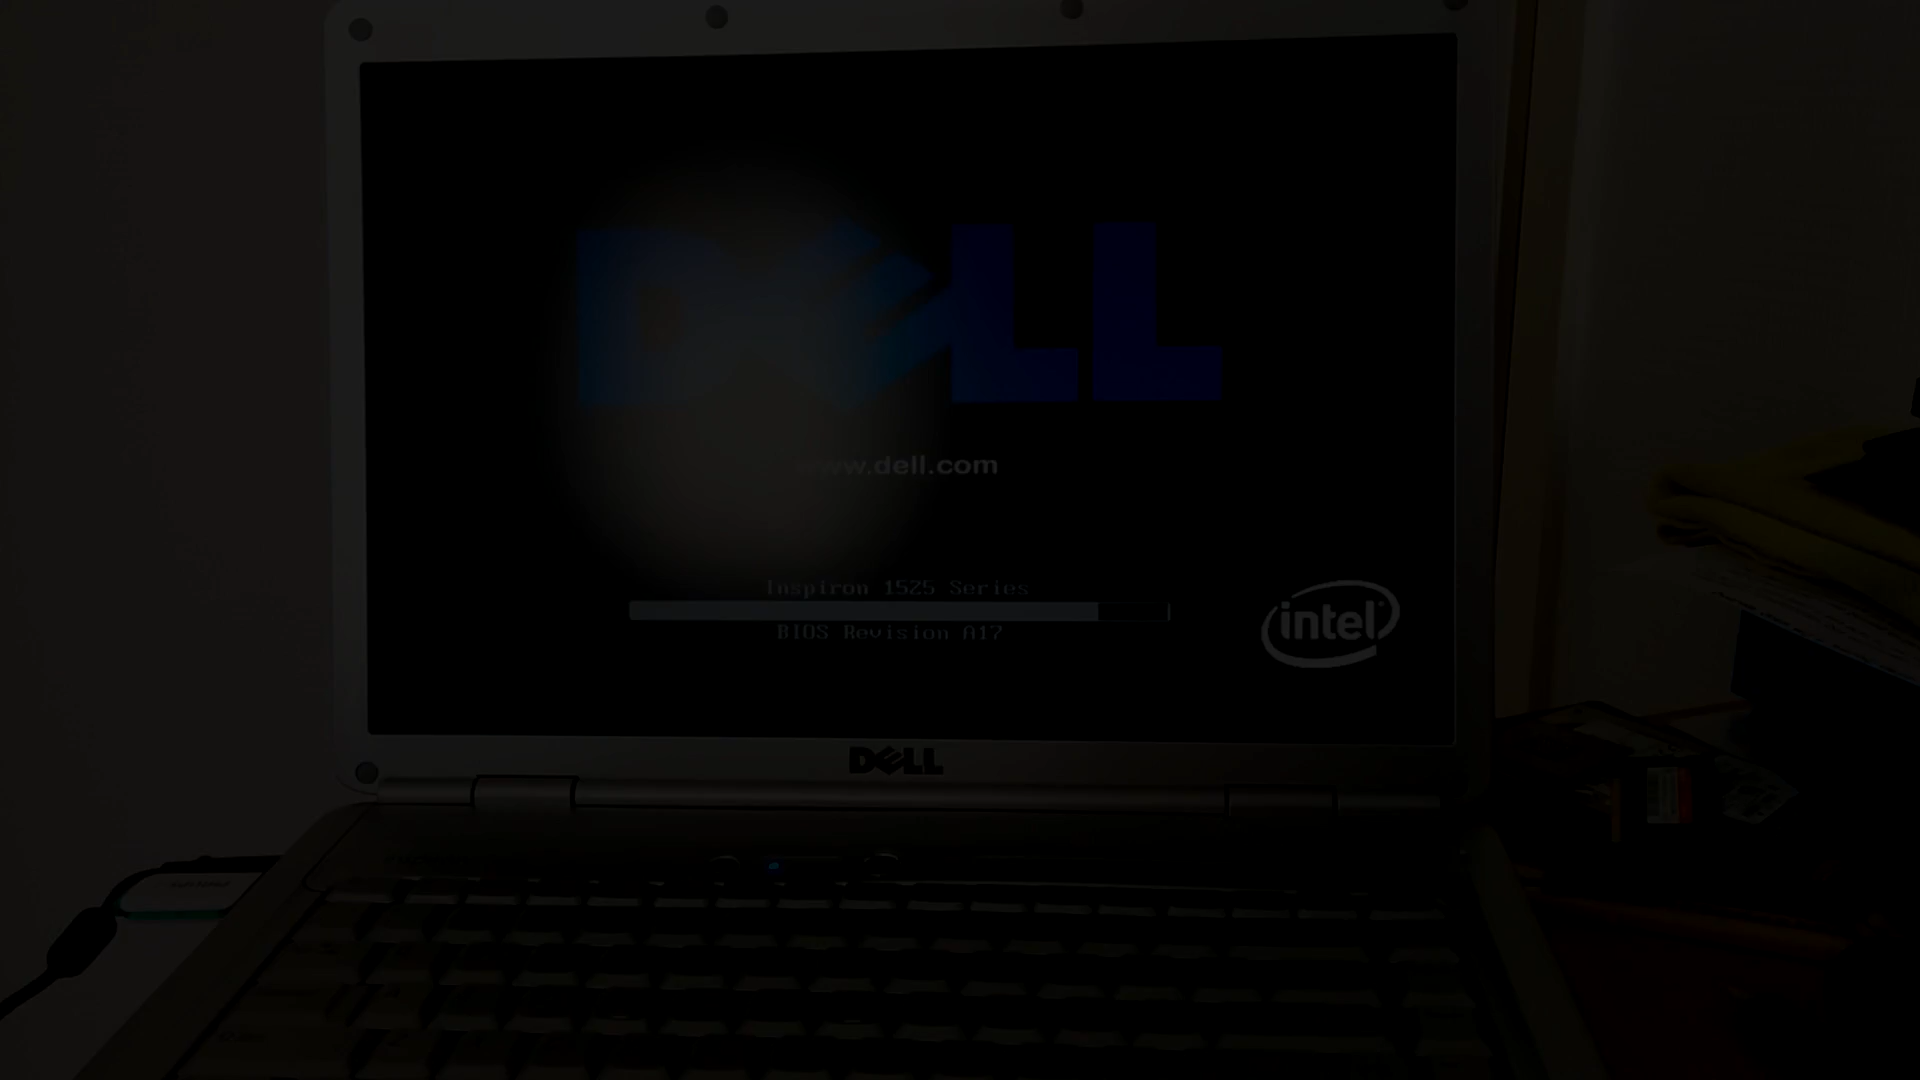 DELL
www.dell.com
Inspiron 1525 Series
BIOS Revision A17
intel
DELL